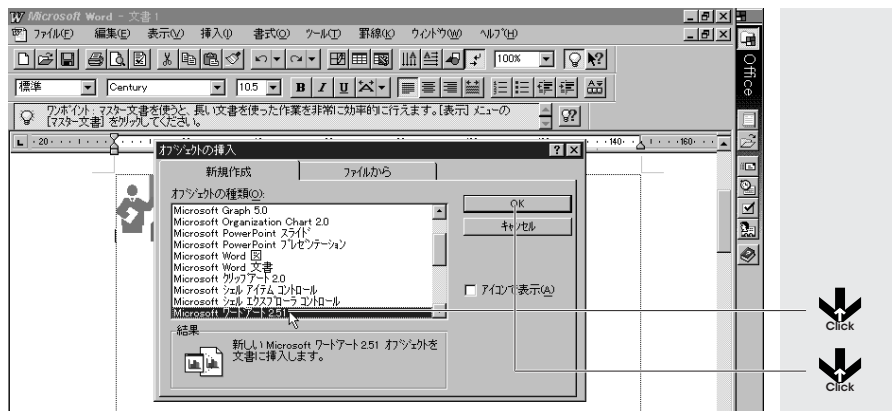 Microsoft Word - 文書1
ファイル(F) 編集(E) 表示(V) 挿入(I) 書式(O) ツール(T) 罫線(K) ウィンドウ(W) ヘルプ(H)
100%
標準 Century 10.5 B I U
ワンポイント: マスター文書を使うと、長い文書を使った作業を非常に効率的に行えます。[表示] メニューの
[マスター文書] をクリックしてください。
Office
20 140 160
オブジェクトの挿入
新規作成 ファイルから
オブジェクトの種類(O):
Microsoft Graph 5.0
Microsoft Organization Chart 2.0
Microsoft PowerPoint スライド
Microsoft PowerPoint プレゼンテーション
Microsoft Word 図
Microsoft Word 文書
Microsoft クリップアート 2.0
Microsoft シェル アイテム コントロール
Microsoft シェル エクスプローラ コントロール
Microsoft ワードアート 2.51
OK
キャンセル
アイコンで表示(A)
結果
新しい Microsoft ワードアート 2.51 オブジェクトを
文書に挿入します。
Click
Click